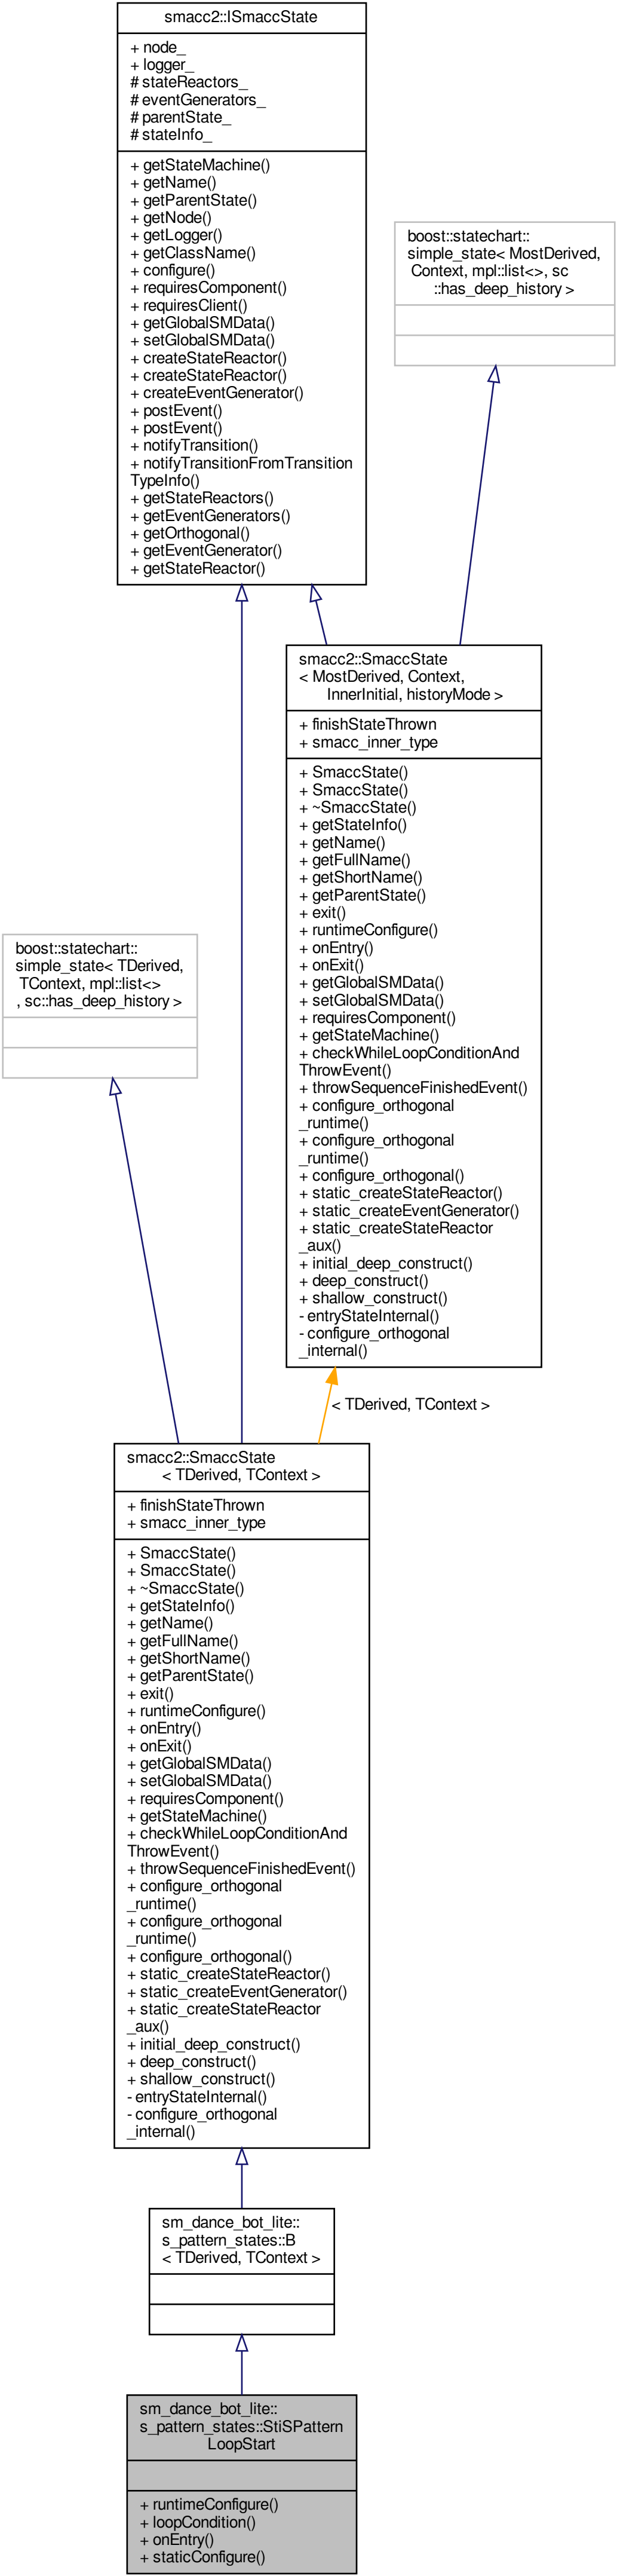 smacc2::ISmaccState
+ node_
+ logger_
# stateReactors_
# eventGenerators_
# parentState_
# stateInfo_
+ getStateMachine()
+ getName()
+ getParentState()
+ getNode()
+ getLogger()
+ getClassName()
+ configure()
+ requiresComponent()
+ requiresClient()
+ getGlobalSMData()
+ setGlobalSMData()
+ createStateReactor()
+ createStateReactor()
+ createEventGenerator()
+ postEvent()
+ postEvent()
+ notifyTransition()
+ notifyTransitionFromTransition
TypeInfo()
+ getStateReactors()
+ getEventGenerators()
+ getOrthogonal()
+ getEventGenerator()
+ getStateReactor()
boost::statechart::
simple_state< MostDerived,
Context, mpl::list<>, sc
::has_deep_history >
smacc2::SmaccState
< MostDerived, Context,
InnerInitial, historyMode >
+ finishStateThrown
+ smacc_inner_type
+ SmaccState()
+ SmaccState()
+ ~SmaccState()
+ getStateInfo()
+ getName()
+ getFullName()
+ getShortName()
+ getParentState()
+ exit()
+ runtimeConfigure()
+ onEntry()
+ onExit()
+ getGlobalSMData()
+ setGlobalSMData()
+ requiresComponent()
+ getStateMachine()
+ checkWhileLoopConditionAnd
ThrowEvent()
+ throwSequenceFinishedEvent()
+ configure_orthogonal
_runtime()
+ configure_orthogonal
_runtime()
+ configure_orthogonal()
+ static_createStateReactor()
+ static_createEventGenerator()
+ static_createStateReactor
_aux()
+ initial_deep_construct()
+ deep_construct()
+ shallow_construct()
- entryStateInternal()
- configure_orthogonal
_internal()
boost::statechart::
simple_state< TDerived,
TContext, mpl::list<>
, sc::has_deep_history >
< TDerived, TContext >
smacc2::SmaccState
< TDerived, TContext >
+ finishStateThrown
+ smacc_inner_type
+ SmaccState()
+ SmaccState()
+ ~SmaccState()
+ getStateInfo()
+ getName()
+ getFullName()
+ getShortName()
+ getParentState()
+ exit()
+ runtimeConfigure()
+ onEntry()
+ onExit()
+ getGlobalSMData()
+ setGlobalSMData()
+ requiresComponent()
+ getStateMachine()
+ checkWhileLoopConditionAnd
ThrowEvent()
+ throwSequenceFinishedEvent()
+ configure_orthogonal
_runtime()
+ configure_orthogonal
_runtime()
+ configure_orthogonal()
+ static_createStateReactor()
+ static_createEventGenerator()
+ static_createStateReactor
_aux()
+ initial_deep_construct()
+ deep_construct()
+ shallow_construct()
- entryStateInternal()
- configure_orthogonal
_internal()
sm_dance_bot_lite::
s_pattern_states::B
< TDerived, TContext >
sm_dance_bot_lite::
s_pattern_states::StiSPattern
LoopStart
+ runtimeConfigure()
+ loopCondition()
+ onEntry()
+ staticConfigure()